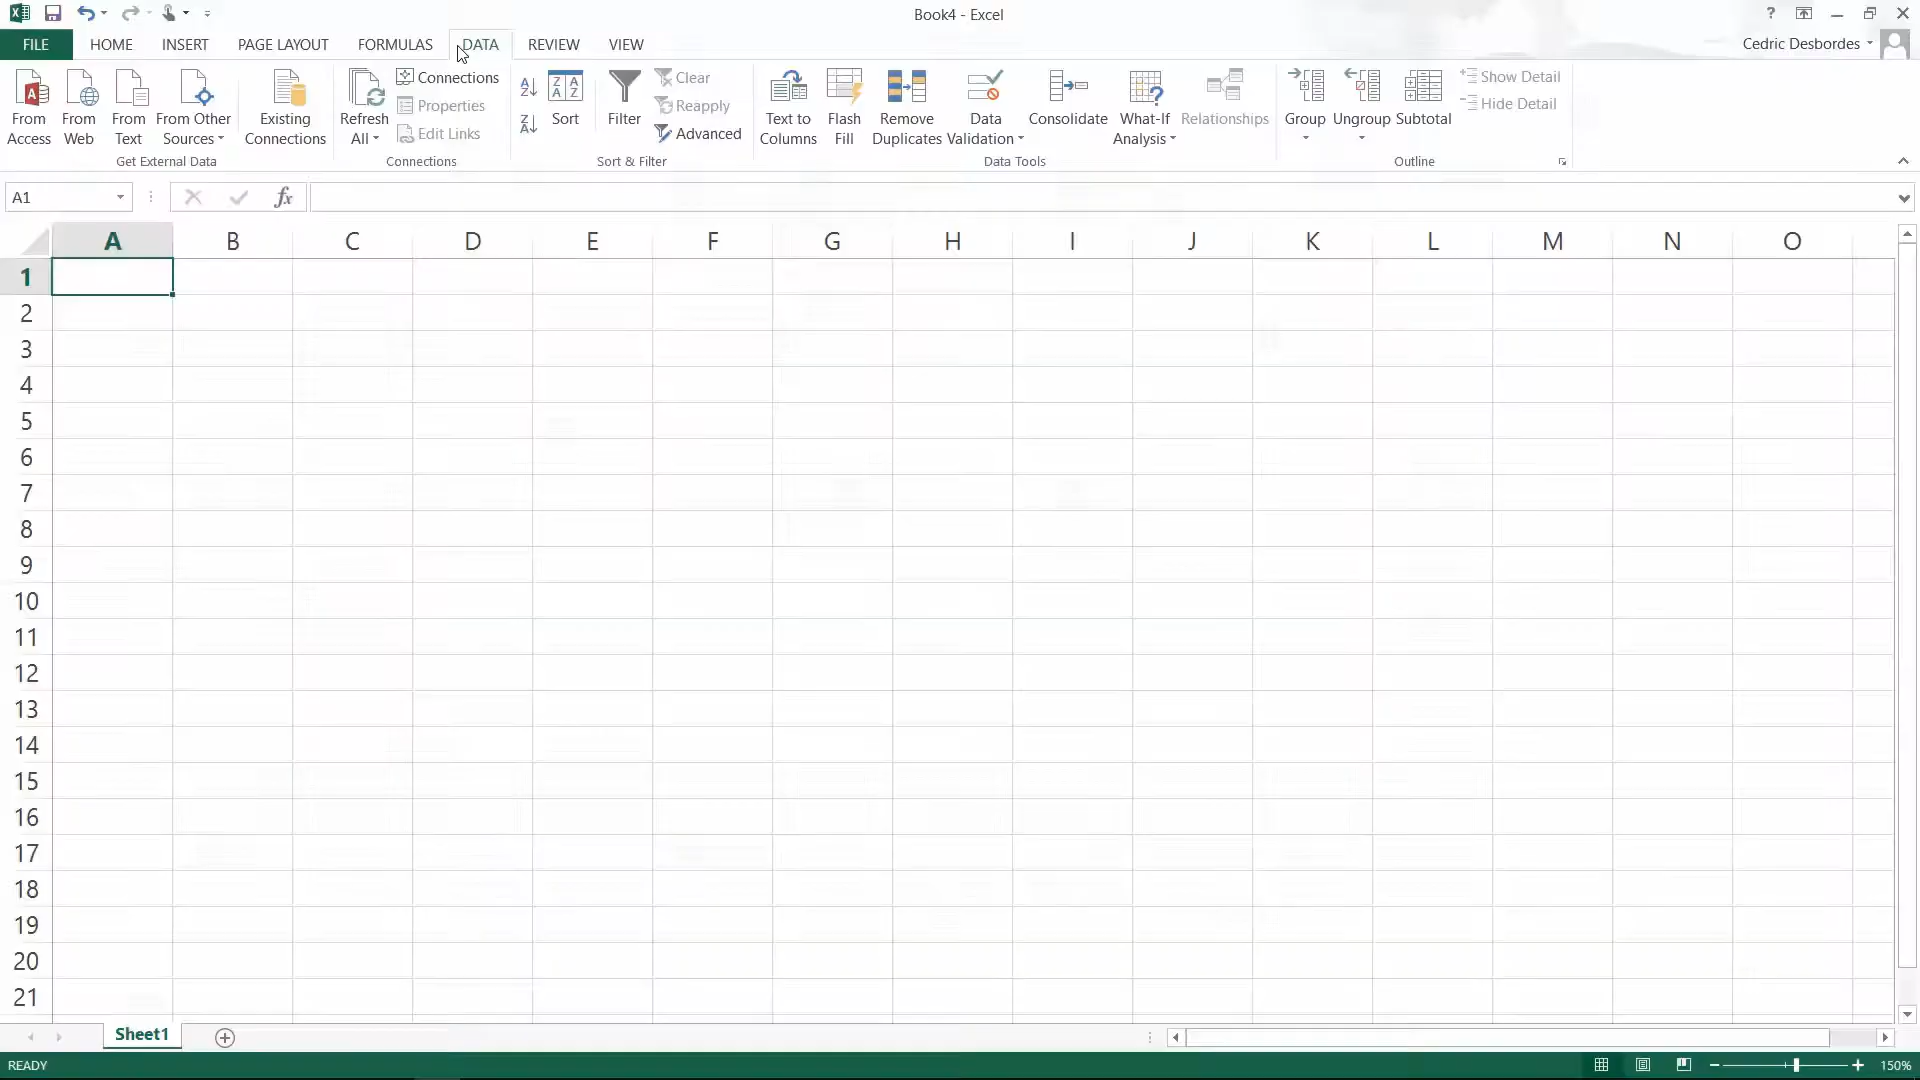 Book4 - Excel
FILE HOME INSERT PAGE LAYOUT FORMULAS DATA REVIEW VIEW Cedric Desbordes
From Access
From Web
From Text
From Other Sources
Existing Connections
Get External Data
Refresh All
Connections
Properties
Edit Links
Connections
Sort
Filter
Clear
Reapply
Advanced
Sort & Filter
Text to Columns
Flash Fill
Remove Duplicates
Data Validation
Consolidate
What-If Analysis
Relationships
Data Tools
Group
Ungroup
Subtotal
Show Detail
Hide Detail
Outline
A1 fx
A B C D E F G H I J K L M N O
1
2
3
4
5
6
7
8
9
10
11
12
13
14
15
16
17
18
19
20
21
Sheet1
READY 150%